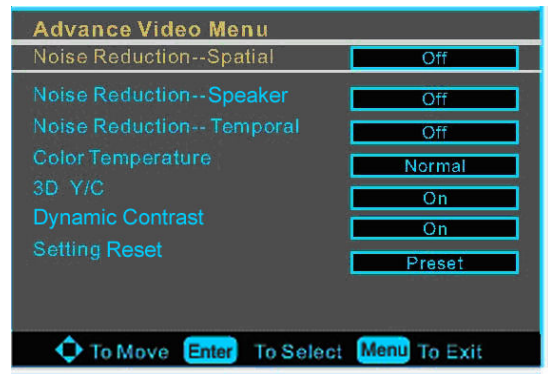 Advance Video Menu
Noise Reduction--Spatial Off
Noise Reduction--Speaker Off
Noise Reduction-- Temporal Off
Color Temperature Normal
3D Y/C On
Dynamic Contrast On
Setting Reset Preset
To Move Enter To Select Menu To Exit